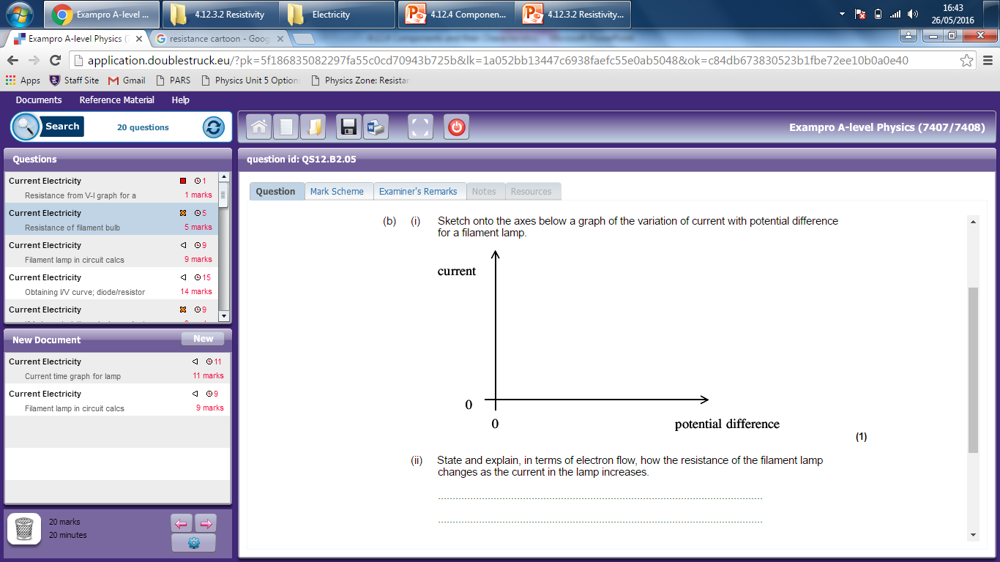 Exampro A-level ...
4.12.3.2 Resistivity
Electricity
4.12.4 Componen...
4.12.3.2 Resistivity...
16:43
26/05/2016
Exampro A-level Physics (7
resistance cartoon - Goog
application.doublestruck.eu/?pk=5f186835082297fa55c0cd70943b725b&lk=1a052bb13447c6938faefc55e0ab5048&ok=c84db673830523b1fbe72ee10b0a0e40
Apps
Staff Site
Gmail
PARS
Physics Unit 5 Option
Physics Zone: Resistan
Documents
Reference Material
Help
Search
20 questions
Exampro A-level Physics (7407/7408)
Questions
Current Electricity
1
Resistance from V-I graph for a
1 marks
Current Electricity
5
Resistance of filament bulb
5 marks
Current Electricity
9
Filament lamp in circuit calcs
9 marks
Current Electricity
15
Obtaining I/V curve; diode/resistor
14 marks
Current Electricity
9
New Document
New
Current Electricity
11
Current time graph for lamp
11 marks
Current Electricity
9
Filament lamp in circuit calcs
9 marks
20 marks
20 minutes
question id: QS12.B2.05
Question
Mark Scheme
Examiner's Remarks
Notes
Resources
(b) (i) Sketch onto the axes below a graph of the variation of current with potential difference
for a filament lamp.
current
0
0
potential difference
(1)
(ii) State and explain, in terms of electron flow, how the resistance of the filament lamp
changes as the current in the lamp increases.